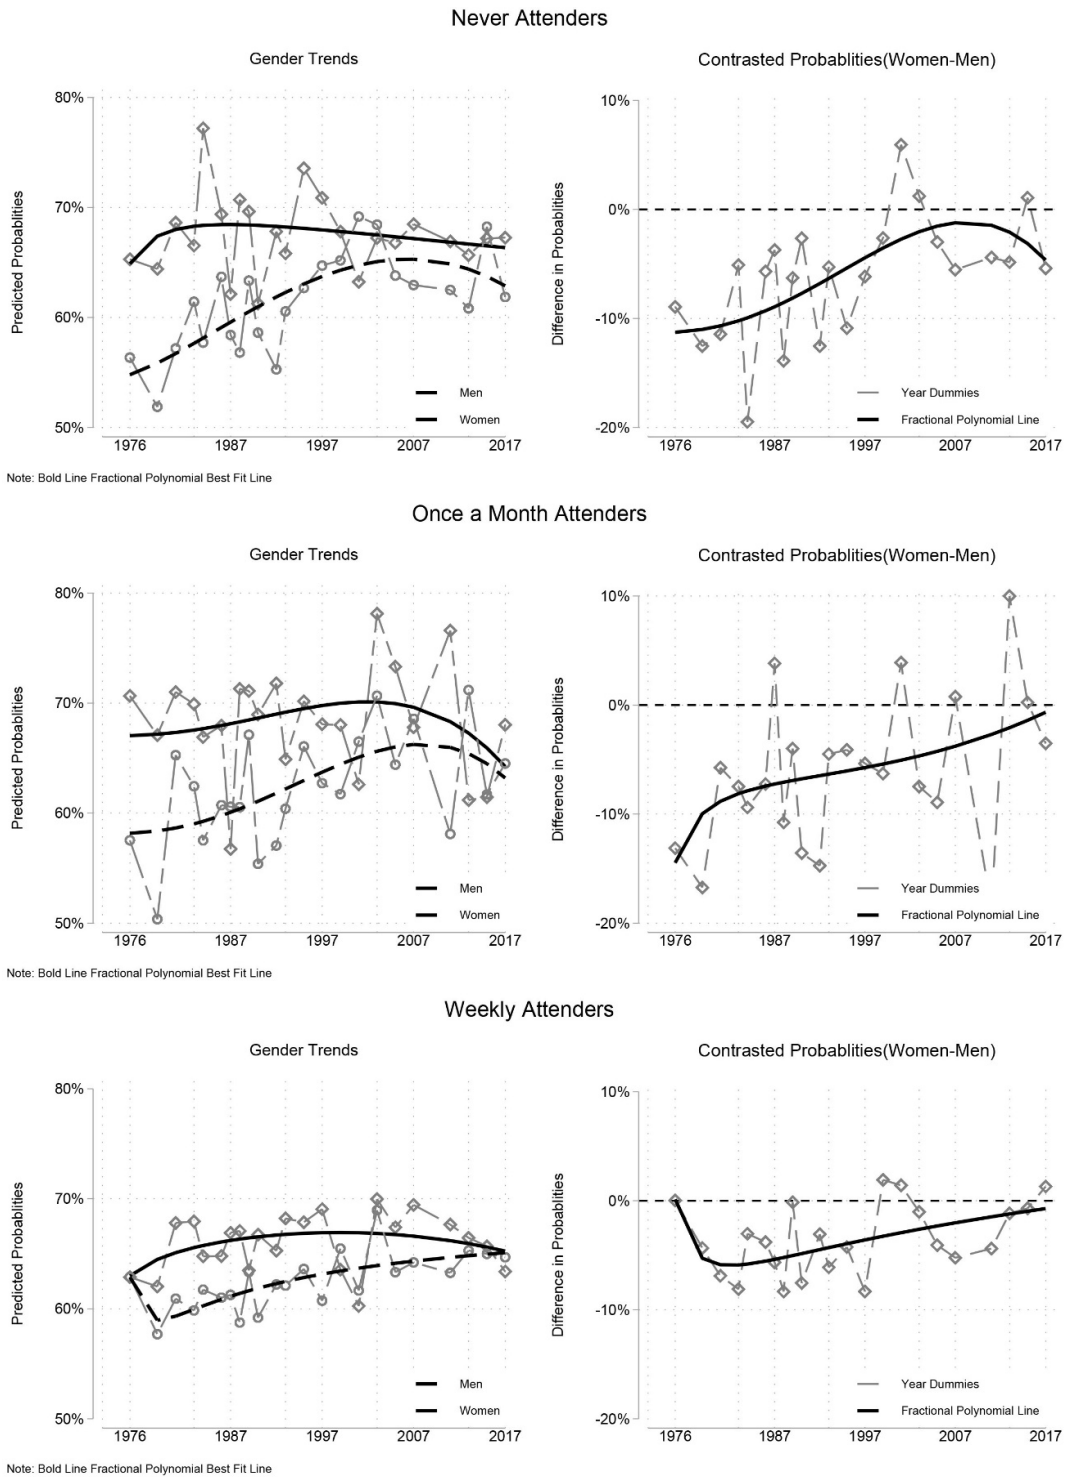 Never Attenders
Gender Trends
Contrasted Probablities(Women-Men)
Predicted Probablities
80%
70%
60%
50%
1976
1987
1997
2007
2017
Men
Women
Difference in Probablities
10%
0%
-10%
-20%
1976
1987
1997
2007
2017
Year Dummies
Fractional Polynomial Line
Note: Bold Line Fractional Polynomial Best Fit Line
Once a Month Attenders
Gender Trends
Contrasted Probablities(Women-Men)
Predicted Probablities
80%
70%
60%
50%
1976
1987
1997
2007
2017
Men
Women
Difference in Probablities
10%
0%
-10%
-20%
1976
1987
1997
2007
2017
Year Dummies
Fractional Polynomial Line
Note: Bold Line Fractional Polynomial Best Fit Line
Weekly Attenders
Gender Trends
Contrasted Probablities(Women-Men)
Predicted Probablities
80%
70%
60%
50%
1976
1987
1997
2007
2017
Men
Women
Difference in Probablities
10%
0%
-10%
-20%
1976
1987
1997
2007
2017
Year Dummies
Fractional Polynomial Line
Note: Bold Line Fractional Polynomial Best Fit Line